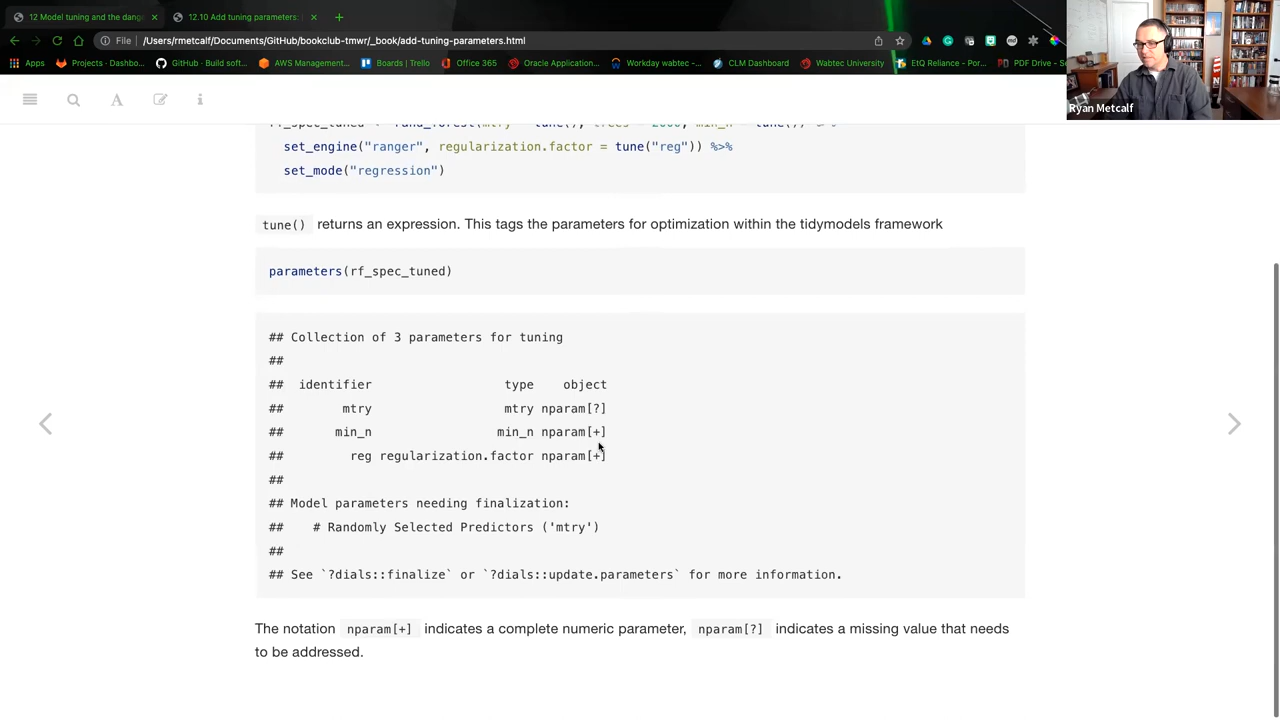 12 Model tuning and the dang
12.10 Add tuning parameters:
File
/Users/rmetcalf/Documents/GitHub/bookclub-tmwr/_book/add-tuning-parameters.html
Apps
Projects - Dashbo...
GitHub - Build soft...
AWS Management...
Boards | Trello
Office 365
Oracle Application...
Workday wabtec -...
CLM Dashboard
Wabtec University
EtQ Reliance - Por...
PDF Drive - Se
Ryan Metcalf
set_engine("ranger", regularization.factor = tune("reg")) %>%
set_mode("regression")
tune() returns an expression. This tags the parameters for optimization within the tidymodels framework
parameters(rf_spec_tuned)
## Collection of 3 parameters for tuning
##
## identifier type object
## mtry mtry nparam[?]
## min_n min_n nparam[+]
## reg regularization.factor nparam[+]
##
## Model parameters needing finalization:
## # Randomly Selected Predictors ('mtry')
##
## See `?dials::finalize` or `?dials::update.parameters` for more information.
The notation nparam[+] indicates a complete numeric parameter, nparam[?] indicates a missing value that needs
to be addressed.